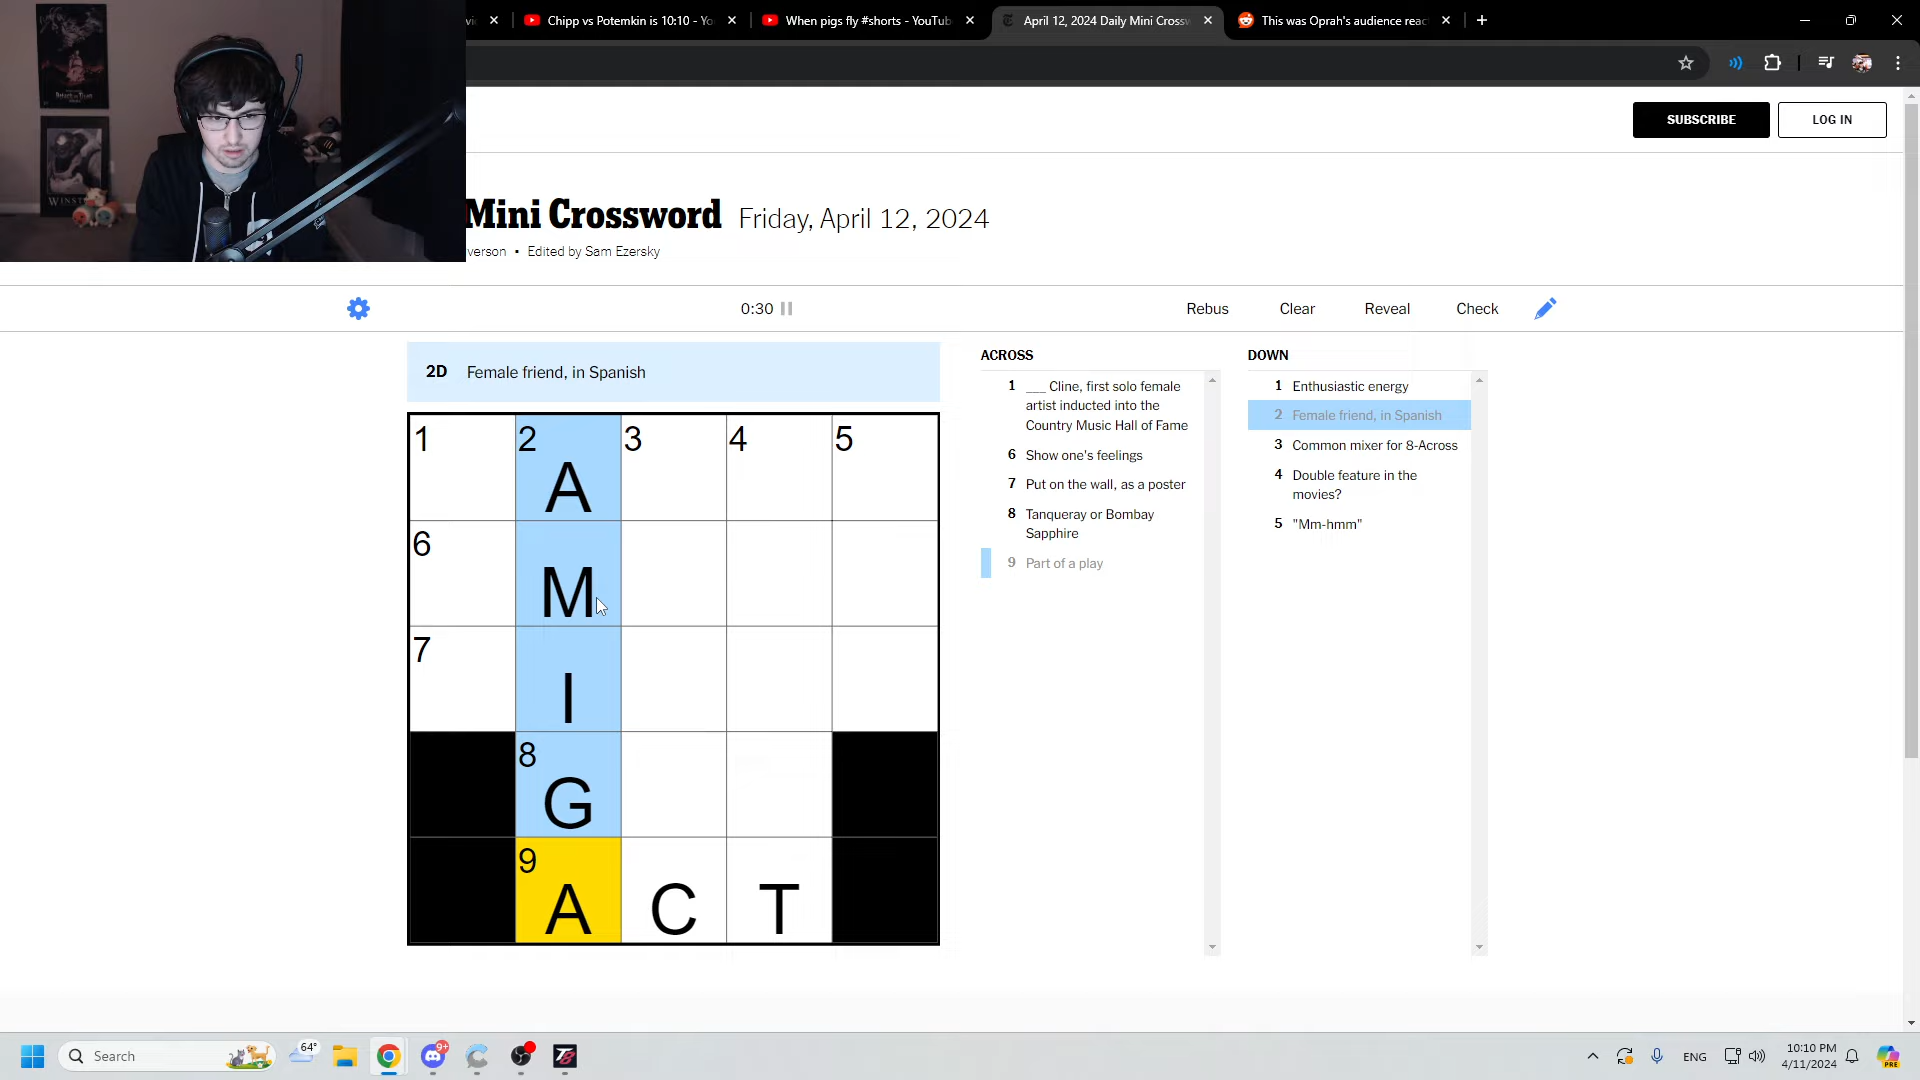 Chipp vs Potemkin is 10:10 - Yo
When pigs fly #shorts - YouTub
April 12, 2024 Daily Mini Crossw
This was Oprah's audience reac
SUBSCRIBE
LOG IN
Mini Crossword Friday, April 12, 2024
verson • Edited by Sam Ezersky
0:30
Rebus
Clear
Reveal
Check
2D Female friend, in Spanish
1 2 3 4 5
A
6
M
7
I
8
G
9
A C T
ACROSS
1 ___ Cline, first solo female
artist inducted into the
Country Music Hall of Fame
6 Show one's feelings
7 Put on the wall, as a poster
8 Tanqueray or Bombay
Sapphire
9 Part of a play
DOWN
1 Enthusiastic energy
2 Female friend, in Spanish
3 Common mixer for 8-Across
4 Double feature in the
movies?
5 "Mm-hmm"
Search
64°
9+
ENG
10:10 PM
4/11/2024
PRE